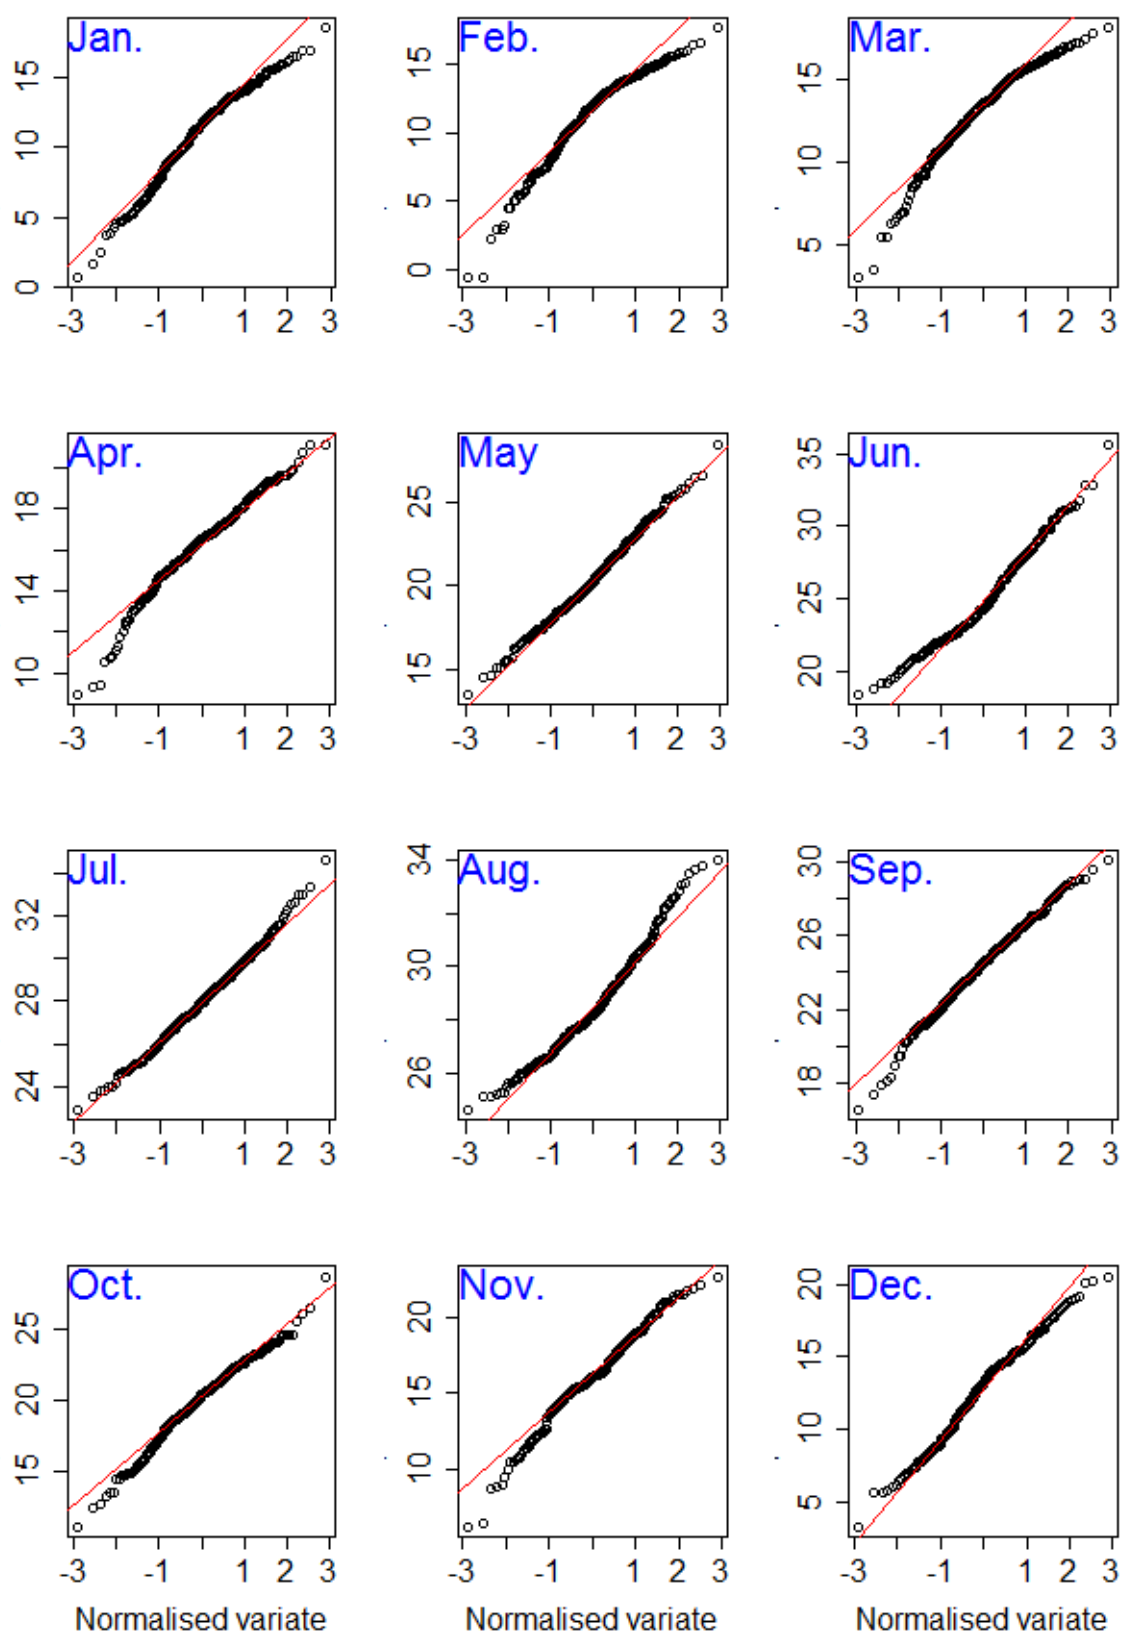 Jan. Feb. Mar.
0 5 10 15 0 5 10 15 5 10 15
-3 -1 1 2 3 -3 -1 1 2 3 -3 -1 1 2 3
Apr. May Jun.
10 14 18 15 20 25 20 25 30 35
-3 -1 1 2 3 -3 -1 1 2 3 -3 -1 1 2 3
Jul. Aug. Sep.
24 28 32 26 30 34 18 22 26 30
-3 -1 1 2 3 -3 -1 1 2 3 -3 -1 1 2 3
Oct. Nov. Dec.
15 20 25 10 15 20 5 10 15 20
-3 -1 1 2 3 -3 -1 1 2 3 -3 -1 1 2 3
Normalised variate Normalised variate Normalised variate